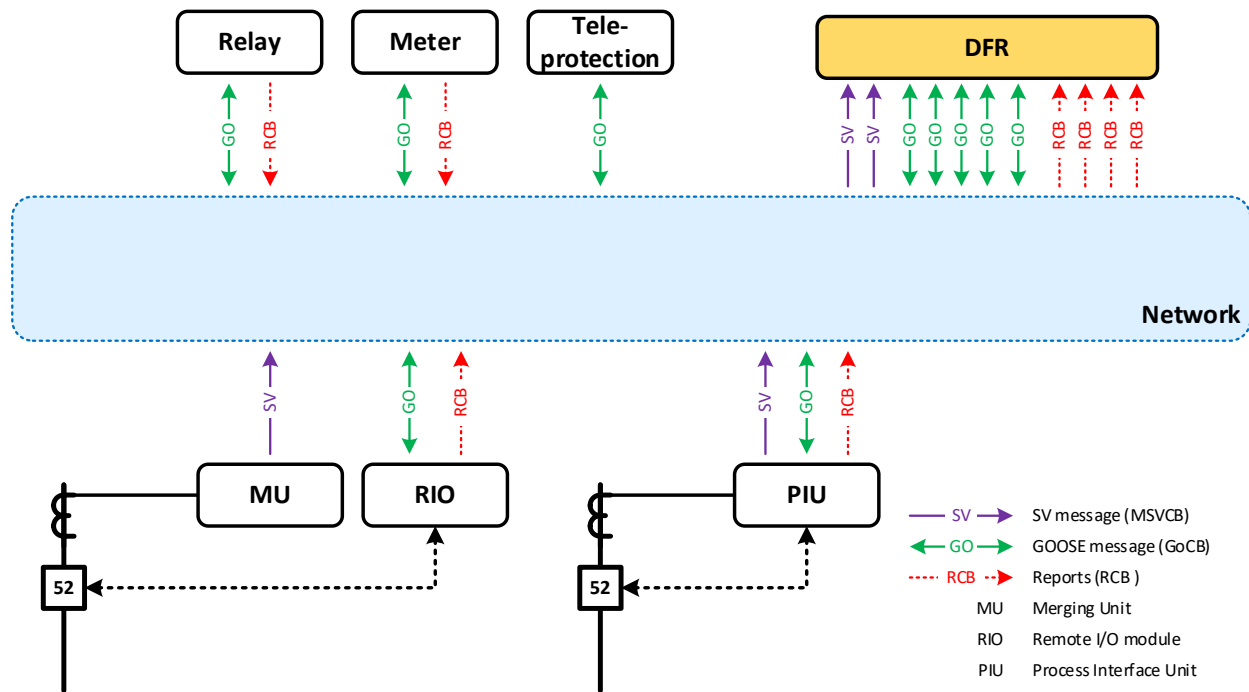 Relay
Meter
Tele-
protection
DFR
GO
RCB
GO
RCB
GO
SV
SV
GO
GO
GO
GO
GO
RCB
RCB
RCB
RCB
Network
SV
GO
RCB
SV
GO
RCB
MU
RIO
PIU
52
52
SV SV message (MSVCB)
GO GOOSE message (GoCB)
RCB Reports (RCB )
MU Merging Unit
RIO Remote I/O module
PIU Process Interface Unit